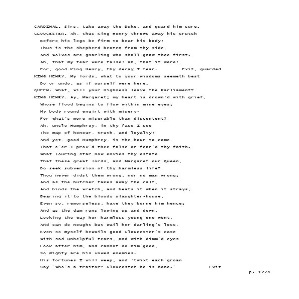 CARDINAL. Sirs, take away the Duke, and guard him sure.
GLOUCESTER. Ah, thus King Henry throws away his crutch
Before his legs be firm to bear his body!
Thus is the shepherd beaten from thy side,
And wolves are gnarling who shall gnaw thee first.
Ah, that my fear were false! ah, that it were!
For, good King Henry, thy decay I fear. Exit, guarded
KING HENRY. My lords, what to your wisdoms seemeth best
Do or undo, as if ourself were here.
QUEEN. What, will your Highness leave the parliament?
KING HENRY. Ay, Margaret; my heart is drown'd with grief,
Whose flood begins to flow within mine eyes;
My body round engirt with misery-
For what's more miserable than discontent?
Ah, uncle Humphrey, in thy face I see
The map of honour, truth, and loyalty!
And yet, good Humphrey, is the hour to come
That e'er I prov'd thee false or fear'd thy faith.
What louring star now envies thy estate
That these great lords, and Margaret our Queen,
Do seek subversion of thy harmless life?
Thou never didst them wrong, nor no man wrong;
And as the butcher takes away the calf,
And binds the wretch, and beats it when it strays,
Bearing it to the bloody slaughter-house,
Even so, remorseless, have they borne him hence;
And as the dam runs lowing up and down,
Looking the way her harmless young one went,
And can do nought but wail her darling's loss,
Even so myself bewails good Gloucester's case
With sad unhelpful tears, and with dimm'd eyes
Look after him, and cannot do him good,
So mighty are his vowed enemies.
His fortunes I will weep, and 'twixt each groan
Say 'Who's a traitor? Gloucester he is none.' Exit